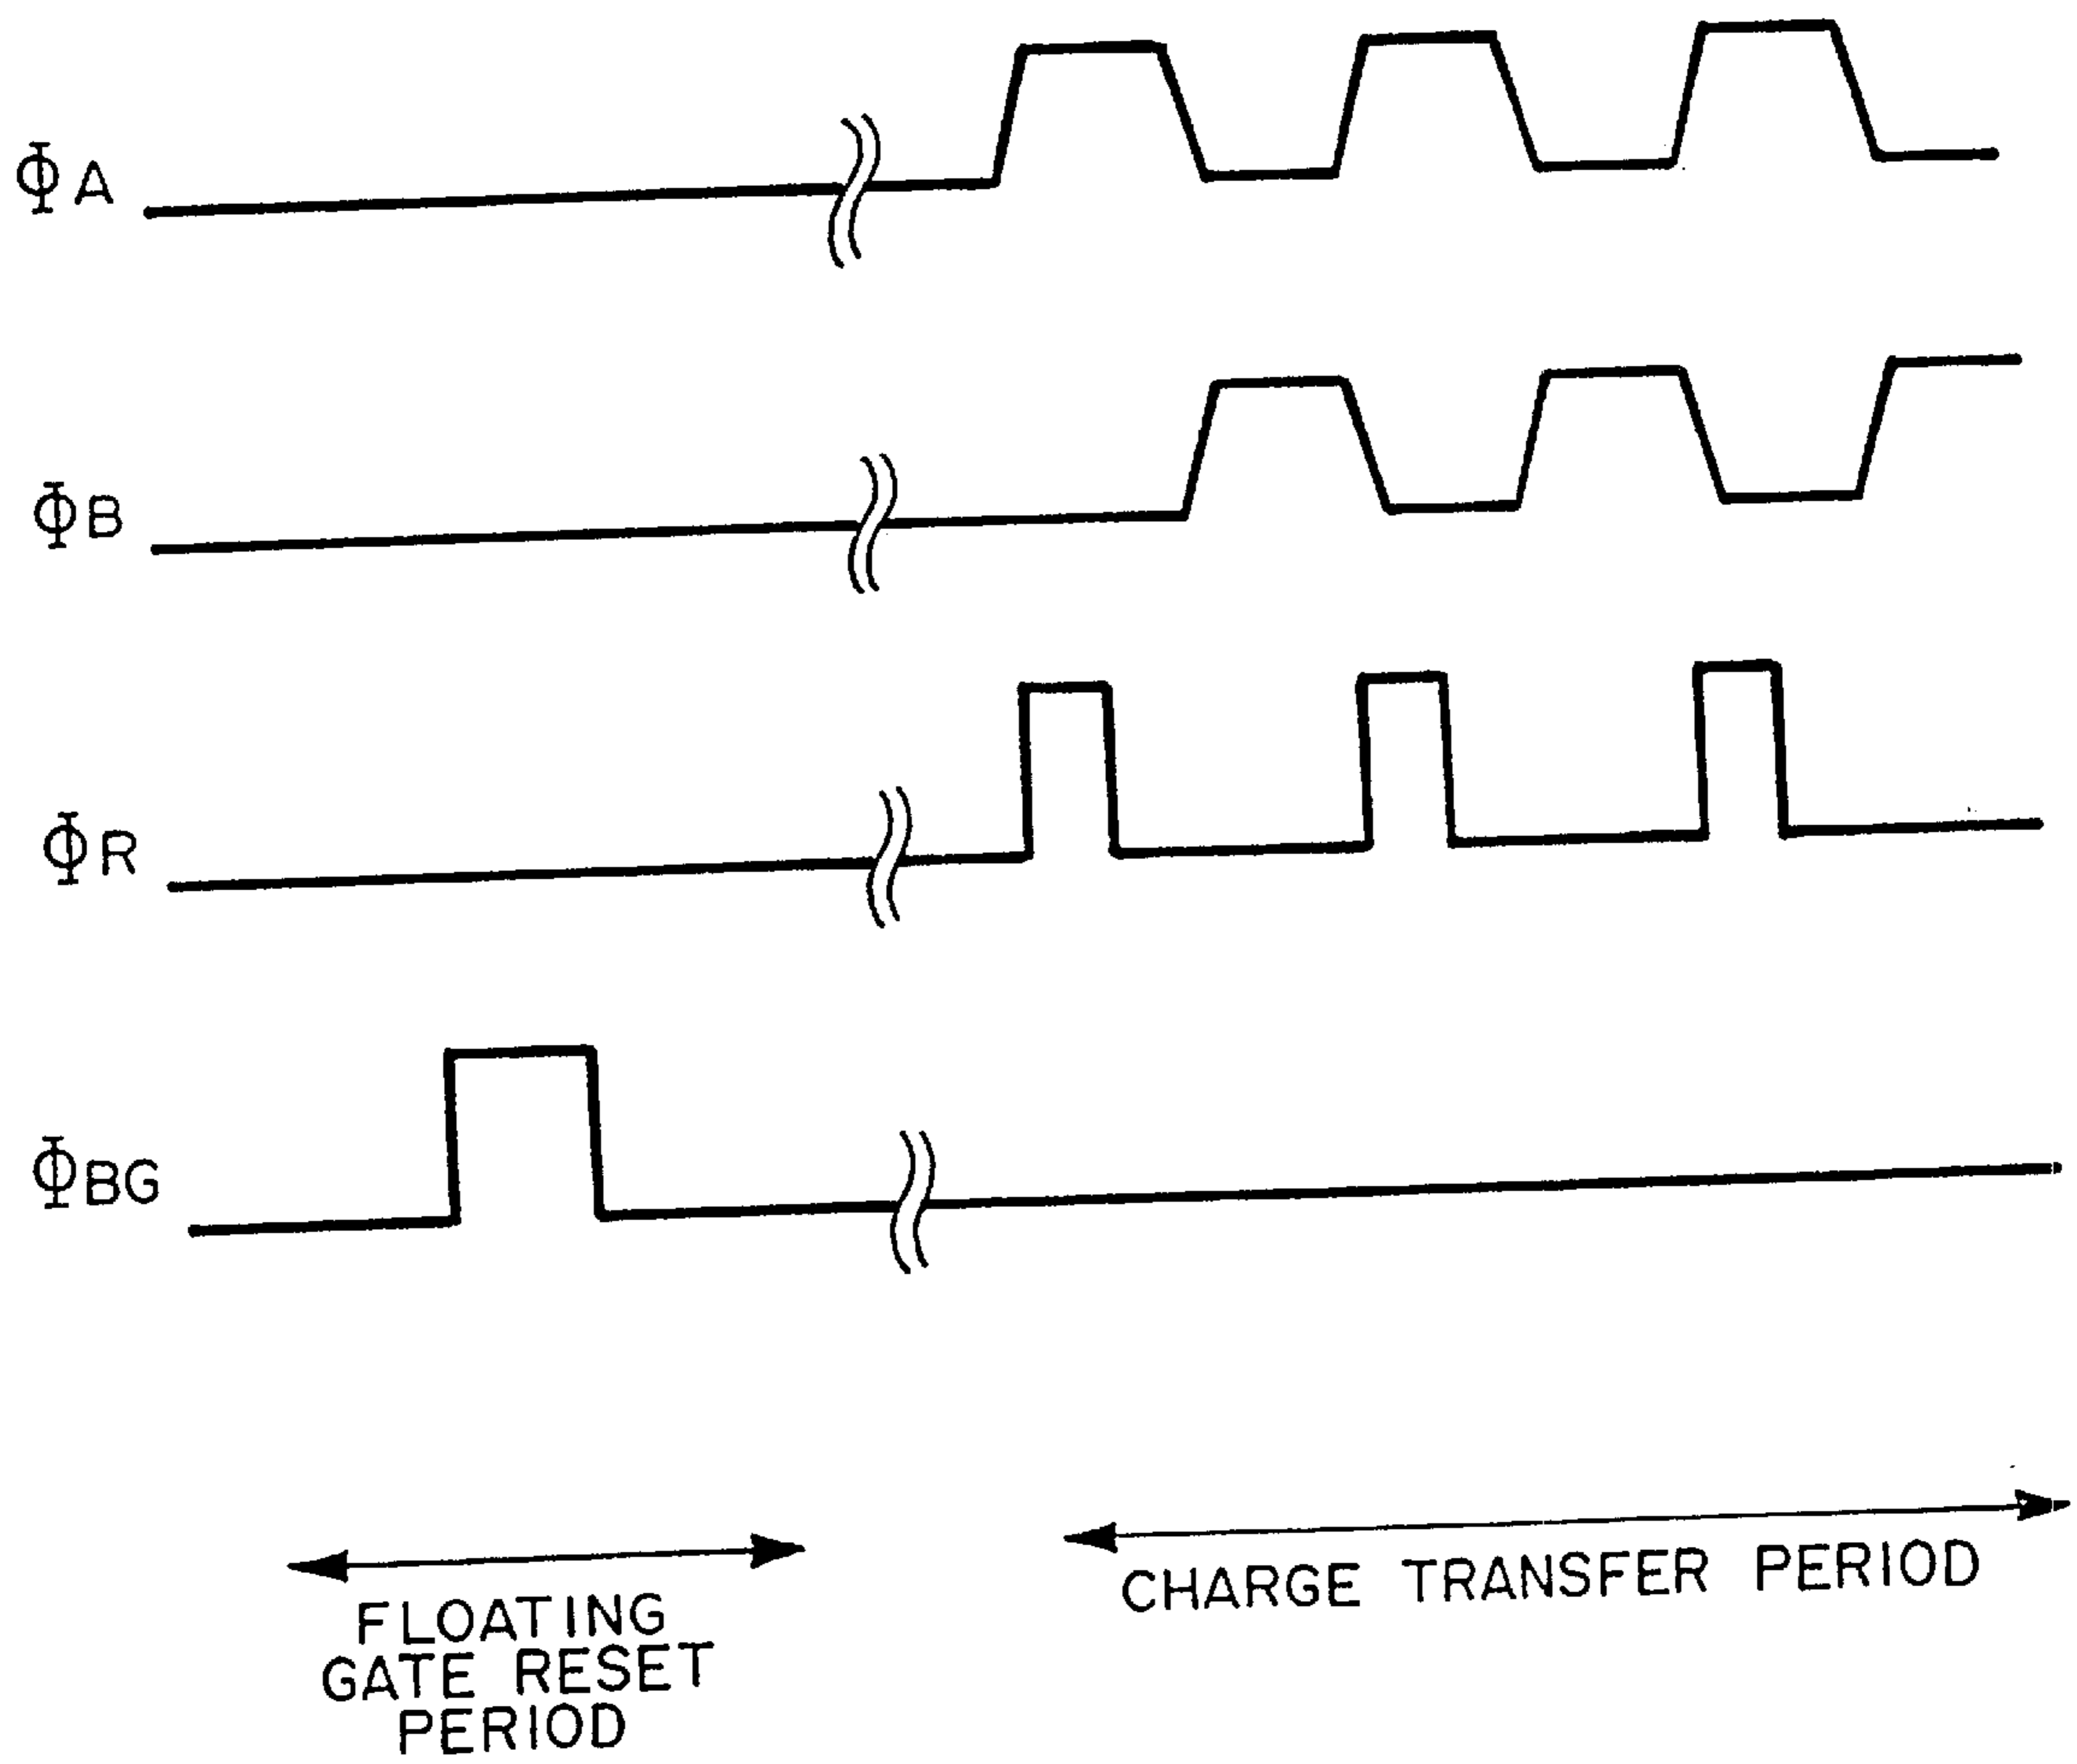 ΦA
ΦB
ΦR
ΦBG
FLOATING
GATE RESET
PERIOD
CHARGE TRANSFER PERIOD